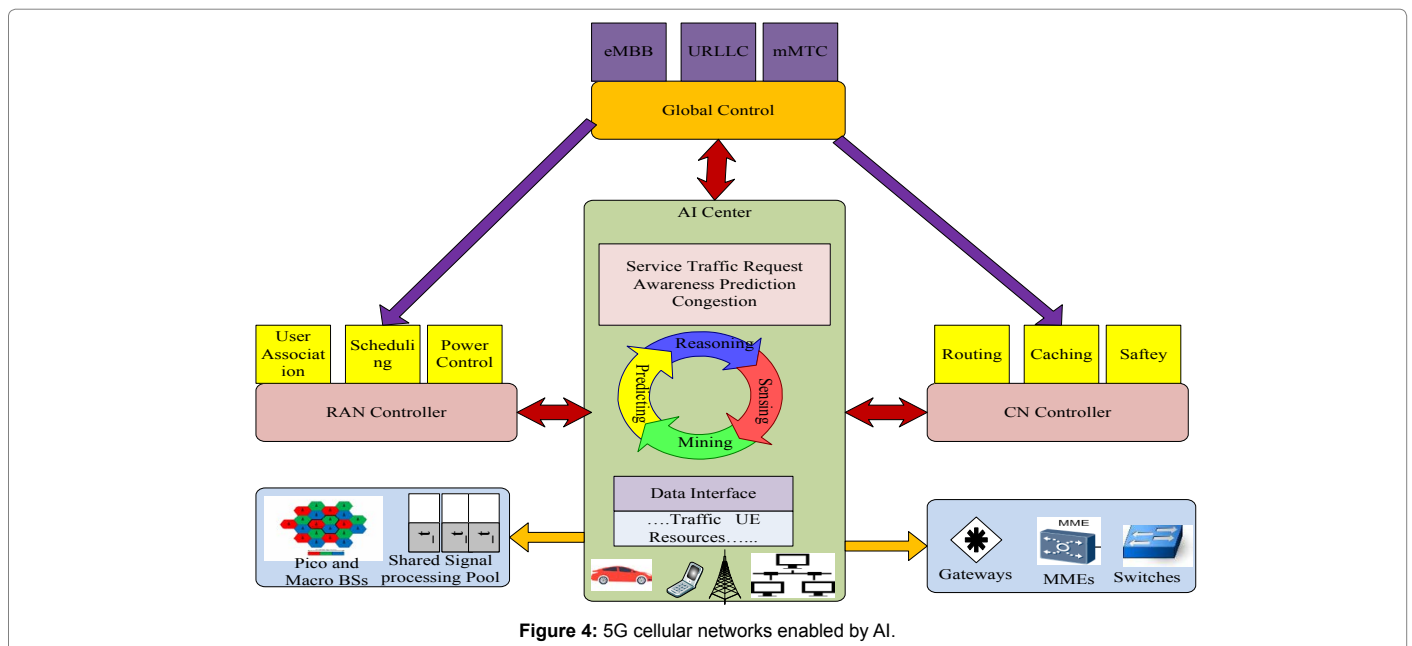 eMBB
URLLC
mMTC
Global Control
AI Center
Service Traffic Request
Awareness Prediction
Congestion
User
Associat
ion
Scheduli
ng
Power
Control
RAN Controller
Reasoning
Sensing
Mining
Predicting
Routing
Caching
Saftey
CN Controller
Data Interface
….Traffic UE
Resources…...
Pico and
Macro BSs
Shared Signal
processing Pool
MME
Gateways
MMEs
Switches
Figure 4: 5G cellular networks enabled by AI.